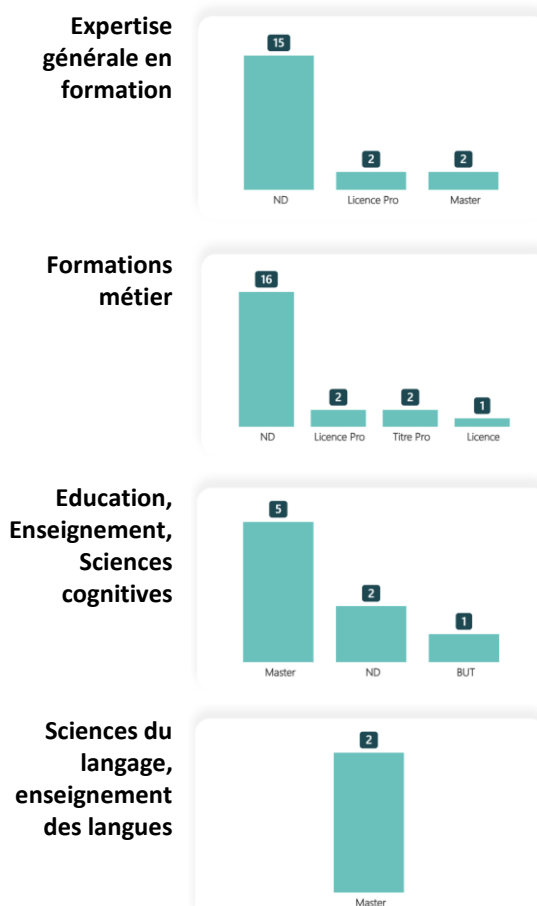 Expertise
générale en
formation
15
2
2
ND
Licence Pro
Master
Formations
métier
16
2
2
1
ND
Licence Pro
Titre Pro
Licence
Education,
Enseignement,
Sciences
cognitives
5
2
1
Master
ND
BUT
Sciences du
langage,
enseignement
des langues
2
Master